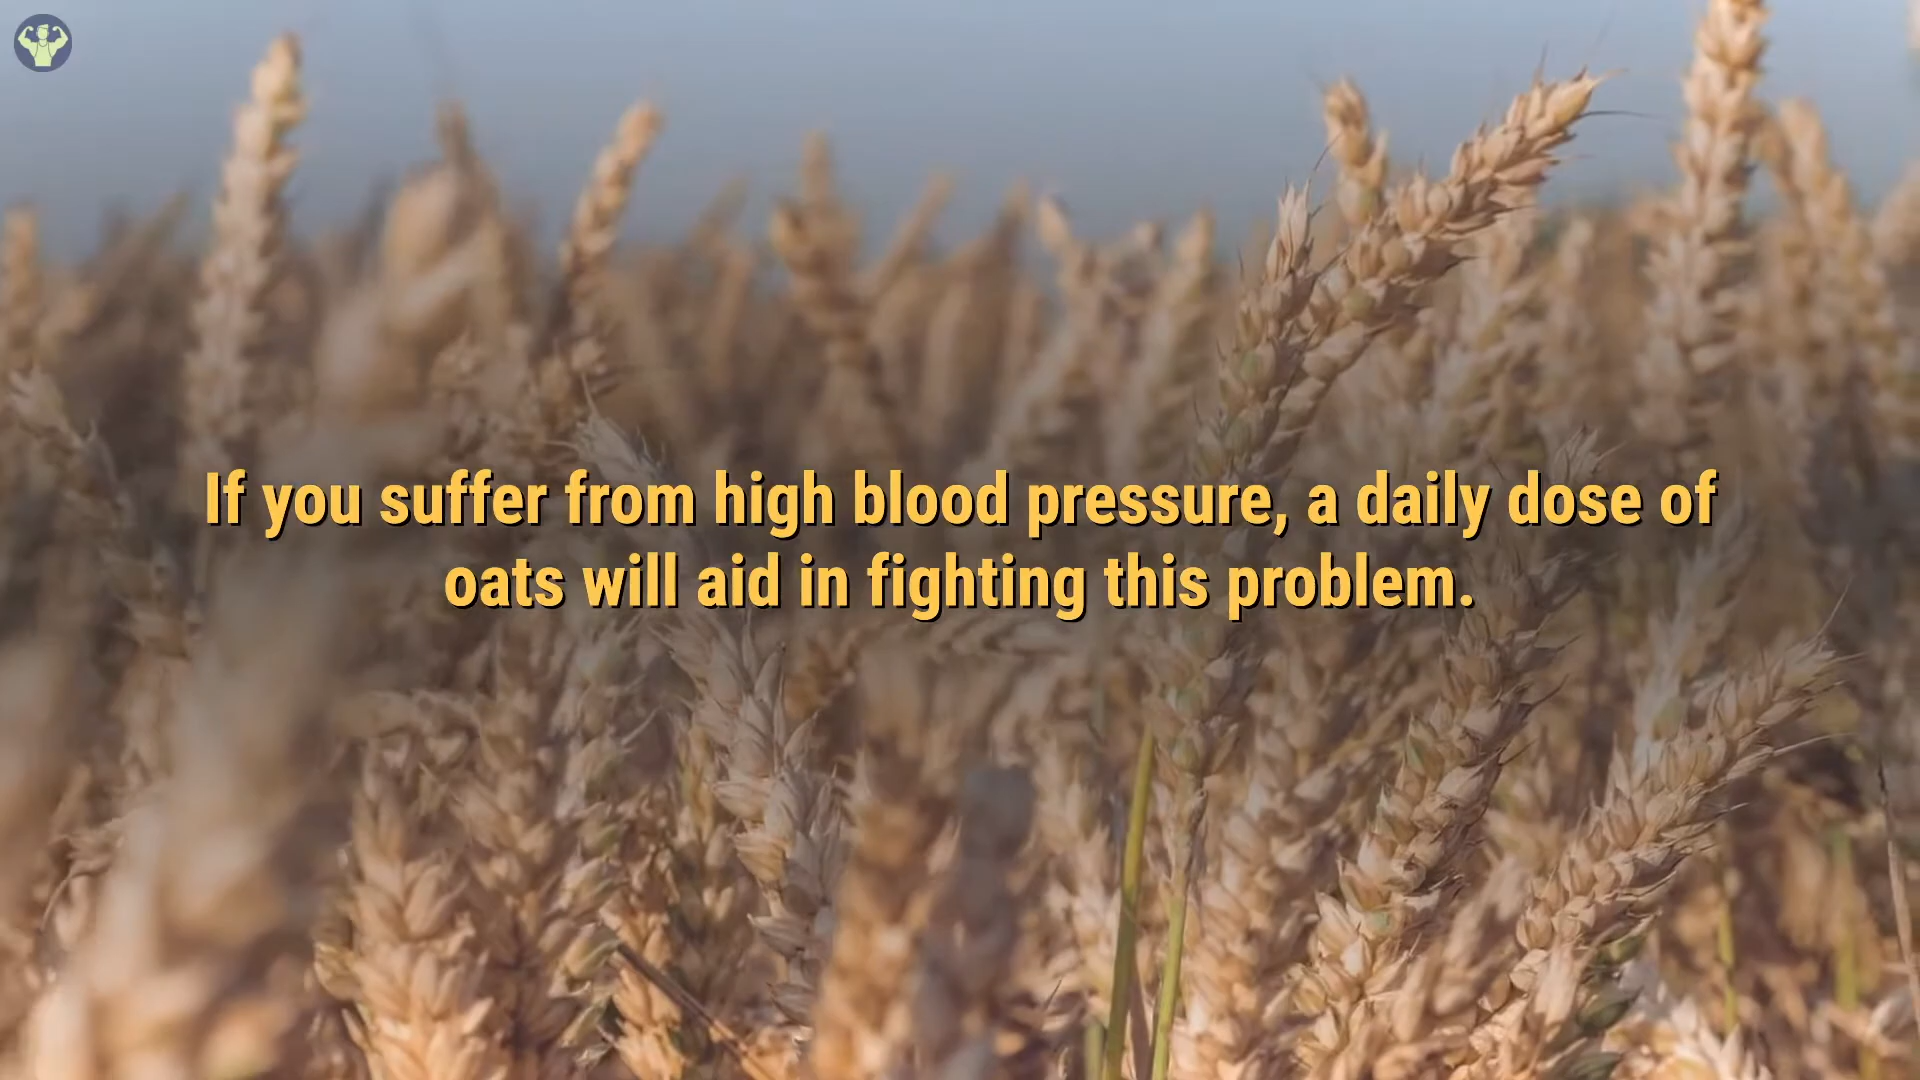 If you suffer from high blood pressure, a daily dose of
oats will aid in fighting this problem.